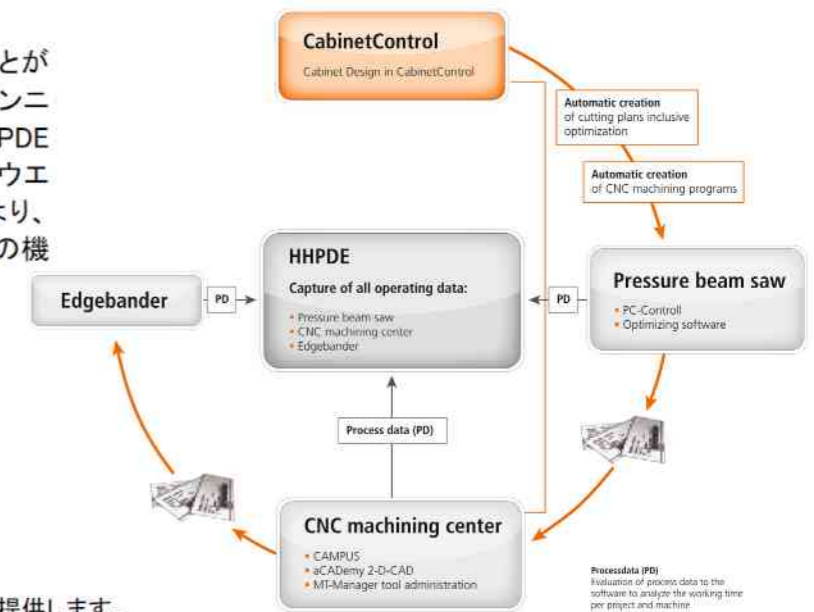 とが
ンニ
PDE
ウエ
より、
の機
CabinetControl
Cabinet Design in CabinetControl
Automatic creation
of cutting plans inclusive
optimization
Automatic creation
of CNC machining programs
HHPDE
Capture of all operating data:
• Pressure beam saw
• CNC machining center
• Edgebander
Edgebander
PD
PD
Pressure beam saw
• PC-Controll
• Optimizing software
Process data (PD)
CNC machining center
• CAMPUS
• aCADemy 2-D-CAD
• MT-Manager tool administration
Processdata (PD)
Evaluation of process data to the
software to analyze the working time
per project and machine
提供します。